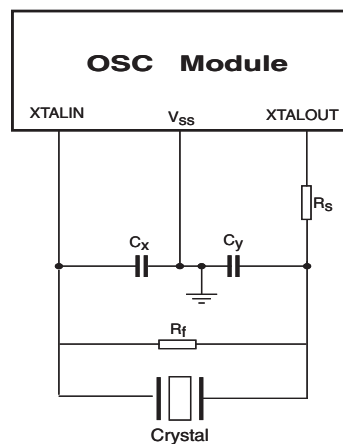 OSC Module
XTALIN
Vss
XTALOUT
Rs
Cx
Cy
Rf
Crystal